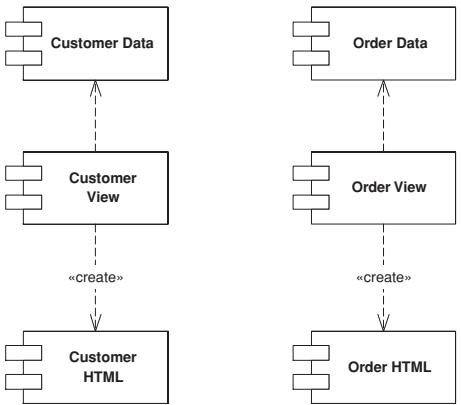 Customer Data
Order Data
Customer
View
Order View
«create»
«create»
Customer
HTML
Order HTML